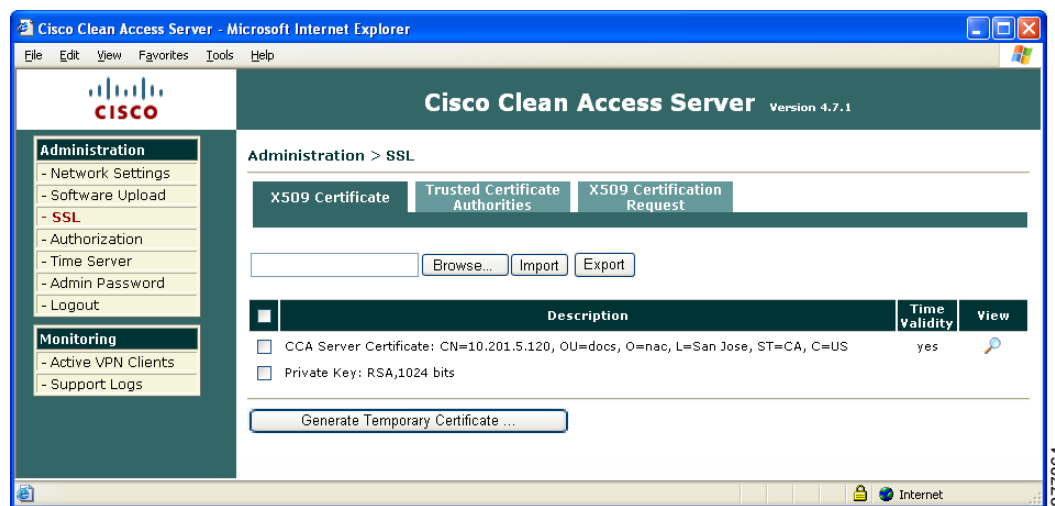 Cisco Clean Access Server - Microsoft Internet Explorer
File Edit View Favorites Tools Help
CISCO
Cisco Clean Access Server Version 4.7.1
Administration
- Network Settings
- Software Upload
- SSL
- Authorization
- Time Server
- Admin Password
- Logout
Monitoring
- Active VPN Clients
- Support Logs
Administration > SSL
X509 Certificate
Trusted Certificate
Authorities
X509 Certification
Request
Browse... Import Export
Description
Time
Validity
View
CCA Server Certificate: CN=10.201.5.120, OU=docs, O=nac, L=San Jose, ST=CA, C=US yes
Private Key: RSA,1024 bits
Generate Temporary Certificate ...
Internet